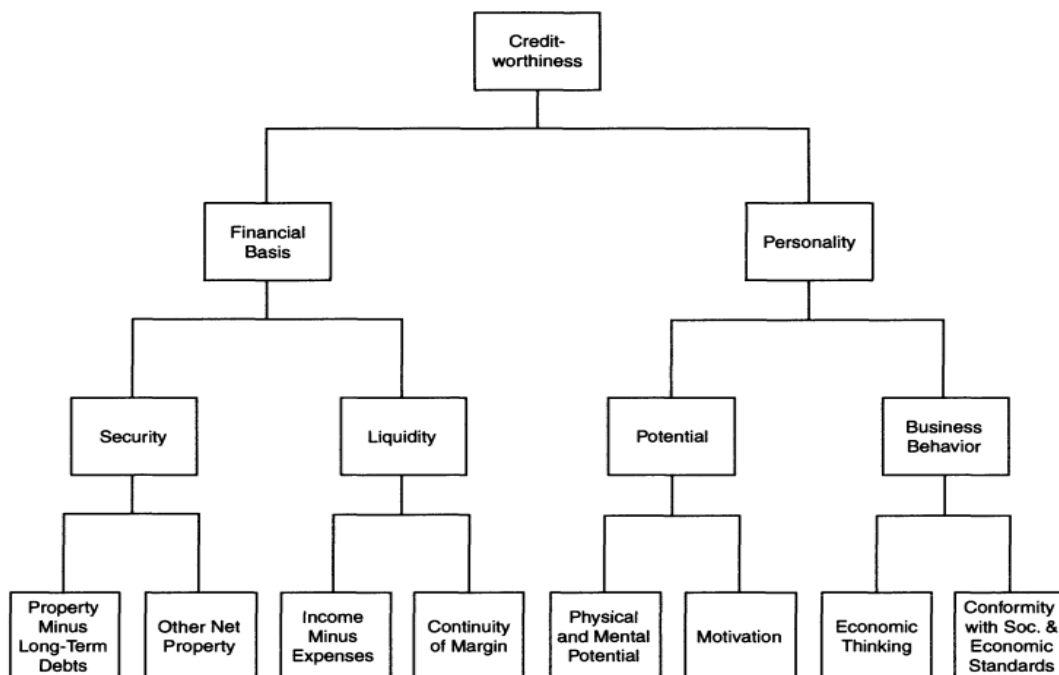 Credit-
worthiness
Financial
Basis
Personality
Security
Liquidity
Potential
Business
Behavior
Property
Minus
Long-Term
Debts
Other Net
Property
Income
Minus
Expenses
Continuity
of Margin
Physical
and Mental
Potential
Motivation
Economic
Thinking
Conformity
with Soc. &
Economic
Standards